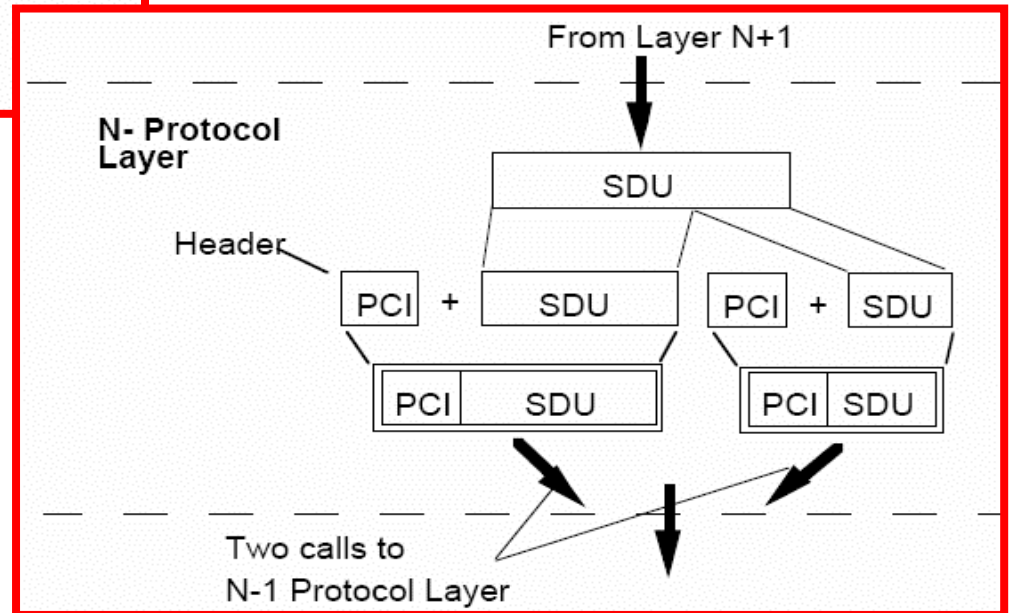 From Layer N+1
N- Protocol
Layer
SDU
Header
PCI + SDU PCI + SDU
PCI SDU PCI SDU
Two calls to
N-1 Protocol Layer